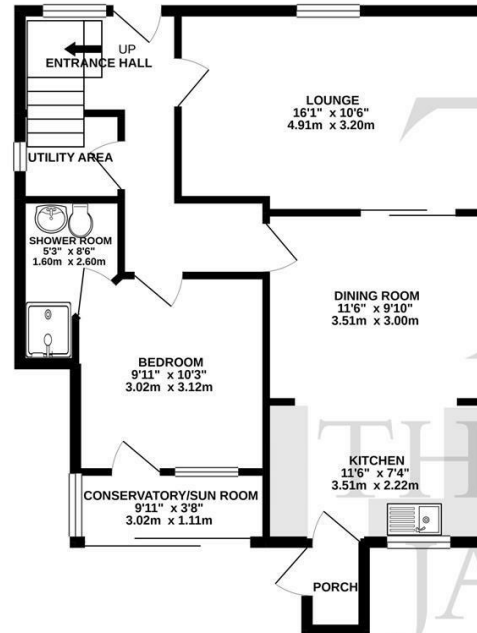 UP
ENTRANCE HALL
LOUNGE
16'1" x 10'6"
4.91m x 3.20m
UTILITY AREA
SHOWER ROOM
5'3" x 8'6"
1.60m x 2.60m
DINING ROOM
11'6" x 9'10"
3.51m x 3.00m
BEDROOM
9'11" x 10'3"
3.02m x 3.12m
KITCHEN
11'6" x 7'4"
3.51m x 2.22m
CONSERVATORY/SUN ROOM
9'11" x 3'8"
3.02m x 1.11m
PORCH